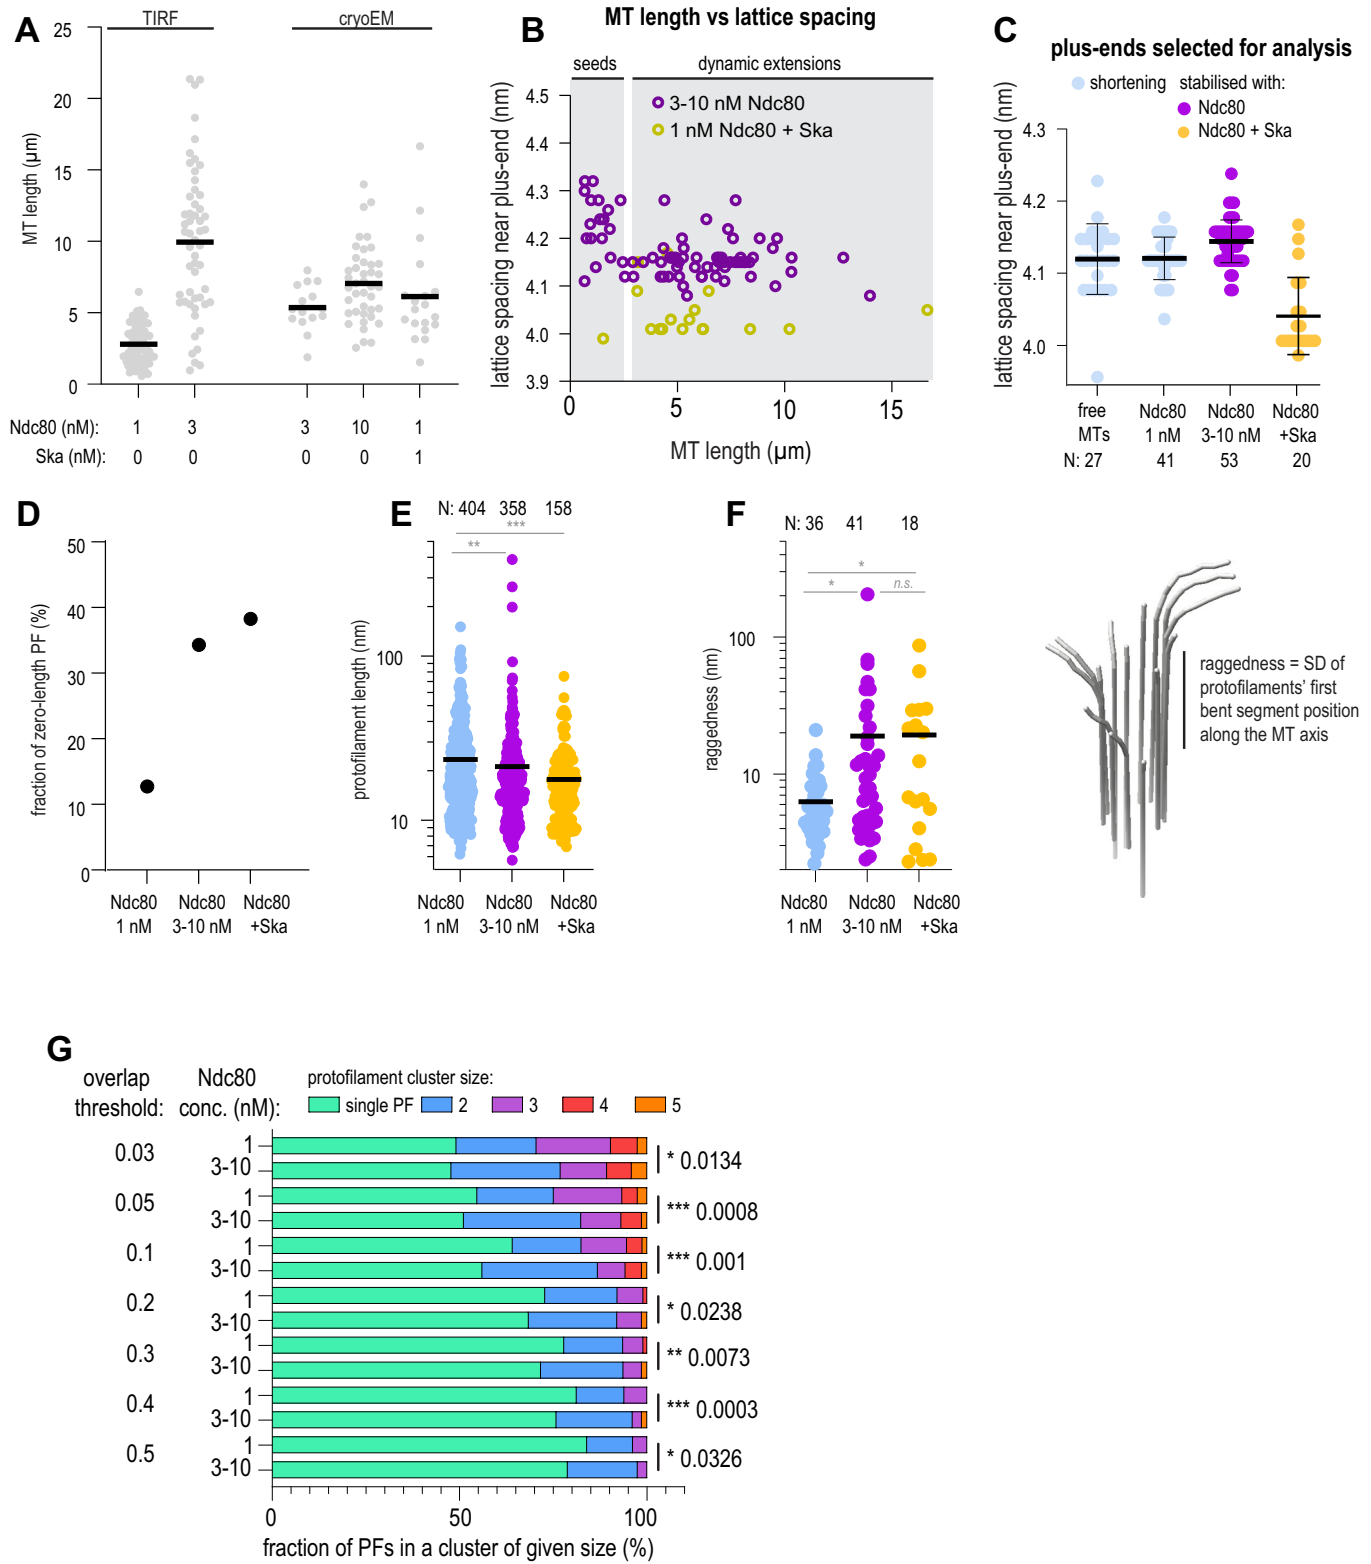 A
TIRF
cryoEM
25
20
15
10
5
0
MT length (µm)
Ndc80 (nM): 1 3 3 10 1
Ska (nM): 0 0 0 0 1
B
MT length vs lattice spacing
seeds
dynamic extensions
3-10 nM Ndc80
1 nM Ndc80 + Ska
lattice spacing near plus-end (nm)
4.5
4.4
4.3
4.2
4.1
4.0
3.9
0 5 10 15
MT length (µm)
C
plus-ends selected for analysis
shortening
stabilised with:
Ndc80
Ndc80 + Ska
lattice spacing near plus-end (nm)
4.3
4.2
4.1
4.0
free MTs
Ndc80 1 nM
Ndc80 3-10 nM
Ndc80 +Ska
N: 27 41 53 20
D
fraction of zero-length PF (%)
50
40
30
20
10
0
Ndc80 1 nM
Ndc80 3-10 nM
Ndc80 +Ska
E
N: 404 358 158
***
**
protofilament length (nm)
100
10
Ndc80 1 nM
Ndc80 3-10 nM
Ndc80 +Ska
F
N: 36 41 18
*
* n.s.
raggedness (nm)
100
10
Ndc80 1 nM
Ndc80 3-10 nM
Ndc80 +Ska
raggedness = SD of
protofilaments' first
bent segment position
along the MT axis
G
overlap threshold:
Ndc80 conc. (nM):
protofilament cluster size:
single PF 2 3 4 5
0.03 1 3-10 * 0.0134
0.05 1 3-10 *** 0.0008
0.1 1 3-10 *** 0.001
0.2 1 3-10 * 0.0238
0.3 1 3-10 ** 0.0073
0.4 1 3-10 *** 0.0003
0.5 1 3-10 * 0.0326
0 50 100
fraction of PFs in a cluster of given size (%)